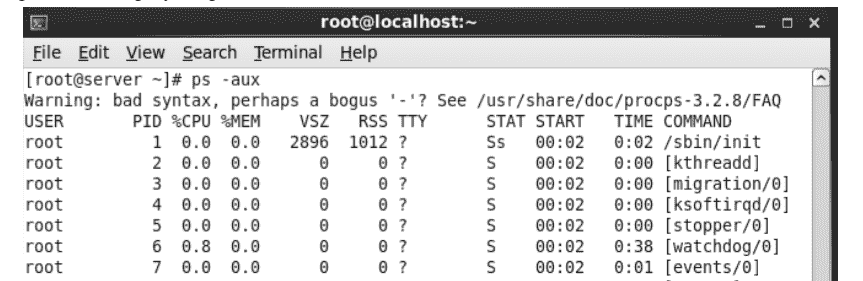 root@localhost:~
File Edit View Search Terminal Help
[root@server ~]# ps -aux
Warning: bad syntax, perhaps a bogus '-'? See /usr/share/doc/procps-3.2.8/FAQ
USER PID %CPU %MEM VSZ RSS TTY STAT START TIME COMMAND
root 1 0.0 0.0 2896 1012 ? Ss 00:02 0:02 /sbin/init
root 2 0.0 0.0 0 0 ? S 00:02 0:00 [kthreadd]
root 3 0.0 0.0 0 0 ? S 00:02 0:00 [migration/0]
root 4 0.0 0.0 0 0 ? S 00:02 0:00 [ksoftirqd/0]
root 5 0.0 0.0 0 0 ? S 00:02 0:00 [stopper/0]
root 6 0.8 0.0 0 0 ? S 00:02 0:38 [watchdog/0]
root 7 0.0 0.0 0 0 ? S 00:02 0:01 [events/0]